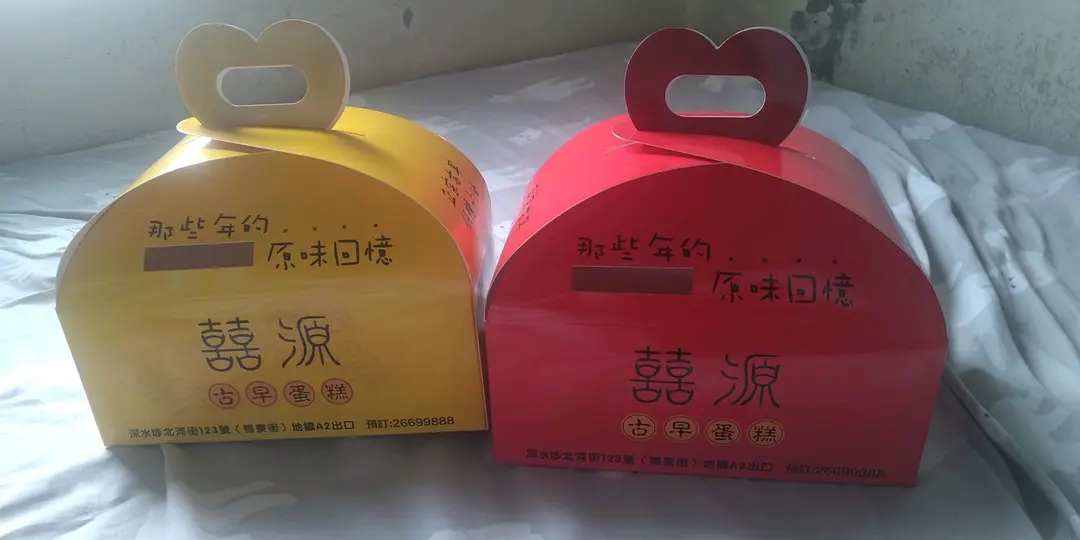 那些年的....
原味回憶
囍源
古早蛋糕
深水埗北河街123號（鴨寮街）地鐵A2出口 預訂:26699888
那些年的....
原味回憶
囍源
古早蛋糕
深水埗北河街123號（鴨寮街）地鐵A2出口 預訂:26699888